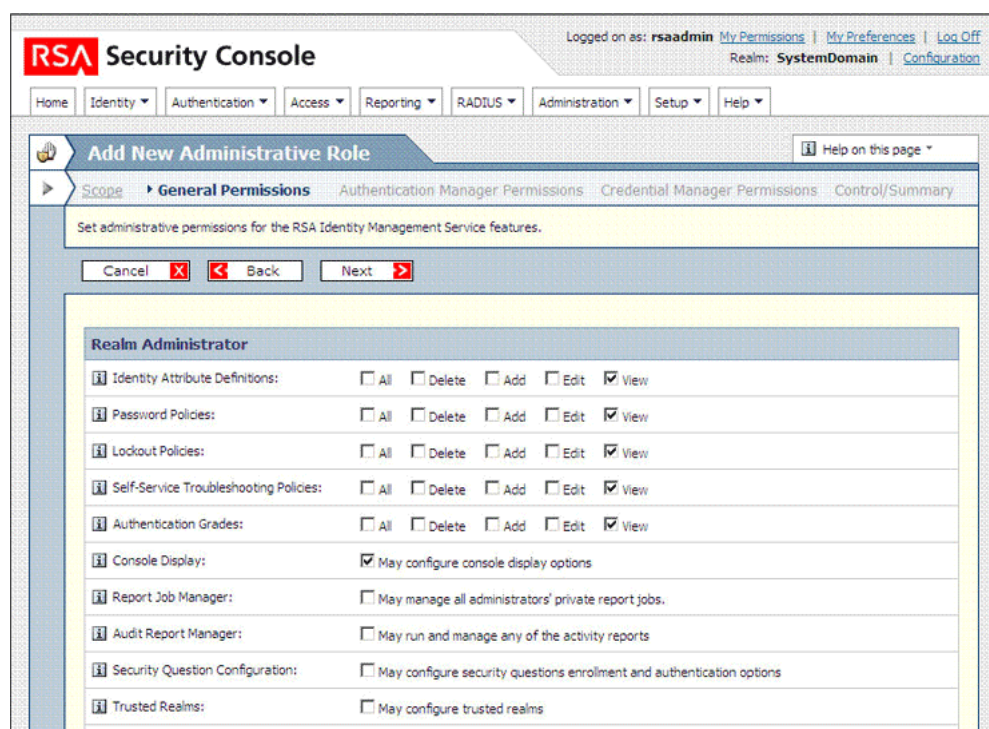 Logged on as: rsaadmin My Permissions | My Preferences | Log Off
RSA Security Console
Realm: SystemDomain | Configuration
Home Identity Authentication Access Reporting RADIUS Administration Setup Help
Add New Administrative Role
Help on this page
Scope General Permissions Authentication Manager Permissions Credential Manager Permissions Control/Summary
Set administrative permissions for the RSA Identity Management Service features.
Cancel X Back Next
Realm Administrator
Identity Attribute Definitions: All Delete Add Edit View
Password Policies: All Delete Add Edit View
Lockout Policies: All Delete Add Edit View
Self-Service Troubleshooting Policies: All Delete Add Edit View
Authentication Grades: All Delete Add Edit View
Console Display: May configure console display options
Report Job Manager: May manage all administrators' private report jobs.
Audit Report Manager: May run and manage any of the activity reports
Security Question Configuration: May configure security questions enrollment and authentication options
Trusted Realms: May configure trusted realms